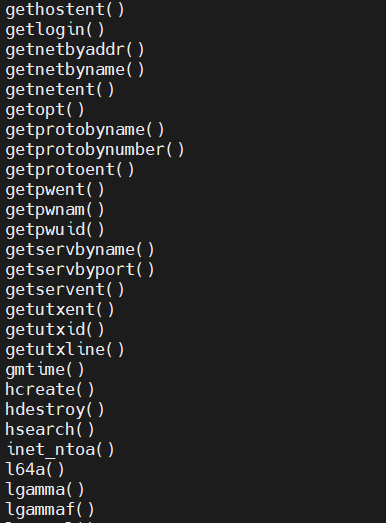 gethostent()
getlogin()
getnetbyaddr()
getnetbyname()
getnetent()
getopt()
getprotobyname()
getprotobynumber()
getprotoent()
getpwent()
getpwnam()
getpwuid()
getservbyname()
getservbyport()
getservent()
getutxent()
getutxid()
getutxline()
gmtime()
hcreate()
hdestroy()
hsearch()
inet_ntoa()
l64a()
lgamma()
lgammaf()